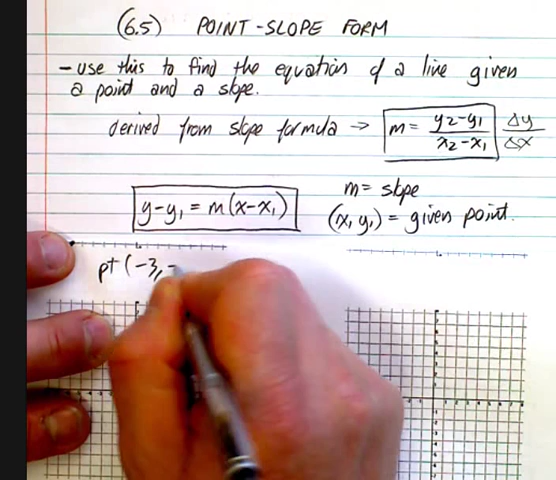 (6.5) POINT-SLOPE FORM
- use this to find the equation of a line given
a point and a slope.
derived from slope formula → m = y2-y1 / x2-x1 Δy / Δx
y-y1 = m(x-x1)
m = slope
(x1 y1) = given point.
pt (-3, -